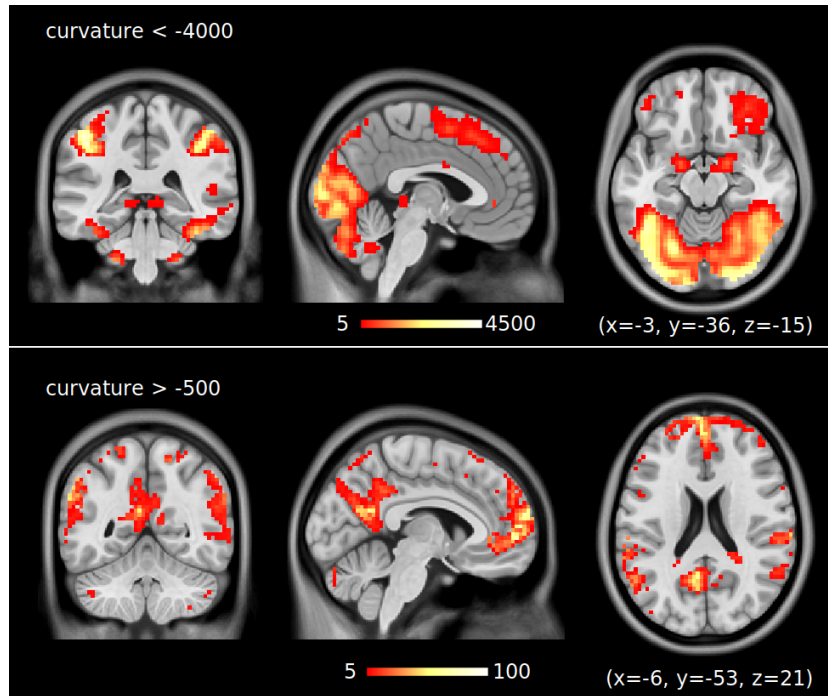 curvature < -4000
5 4500 (x=-3, y=-36, z=-15)
curvature > -500
5 100 (x=-6, y=-53, z=21)